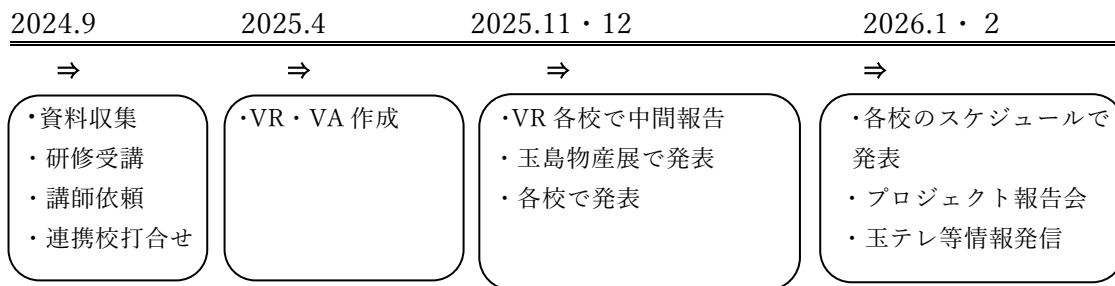 2024.9 2025.4 2025.11・12 2026.1・ 2
⇒ ⇒ ⇒ ⇒
・資料収集
・研修受講
・講師依頼
・連携校打合せ
・VR・VA 作成
・VR 各校で中間報告
・玉島物産展で発表
・各校で発表
・各校のスケジュールで
発表
・プロジェクト報告会
・玉テレ等情報発信